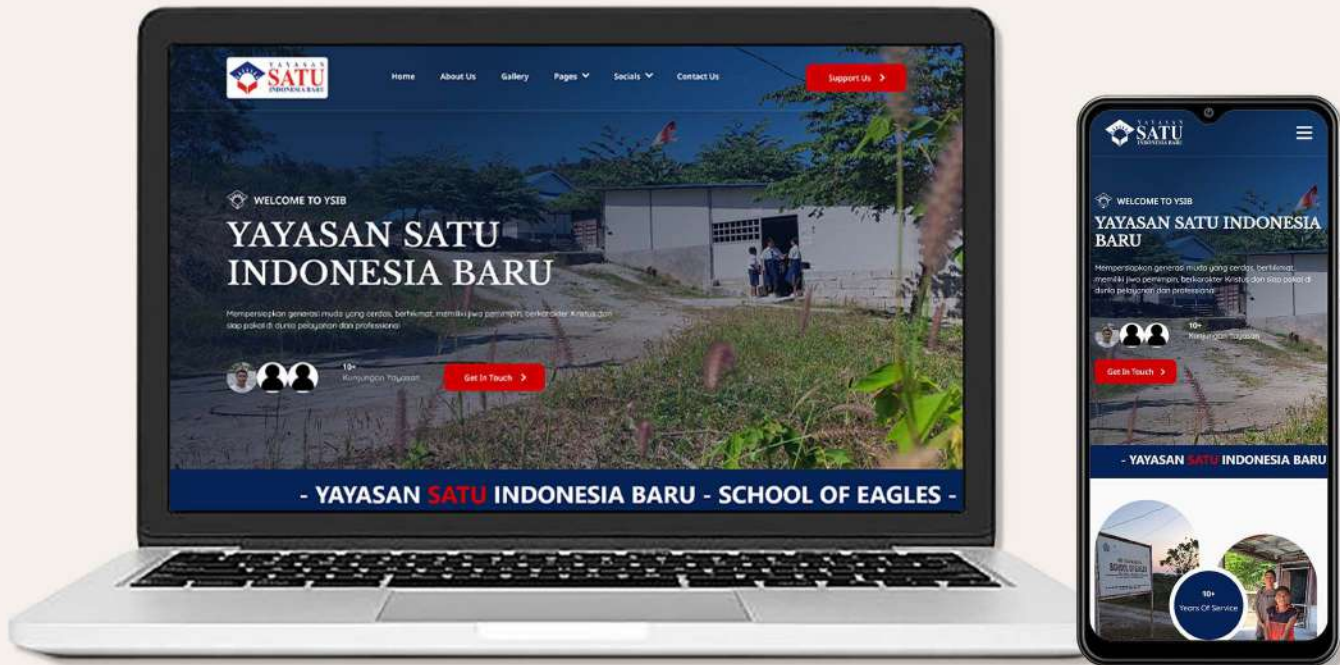 YAYASAN
SATU
INDONESIA BARU
Home
About Us
Gallery
Pages
Socials
Contact Us
Support Us
WELCOME TO YSIB
YAYASAN SATU
INDONESIA BARU
Mempersiapkan generasi muda yang cerdas, berhikmat, memiliki jiwa pemimpin, berkarakter Kristus dan
siap pakai di dunia pelayanan dan professional
10+
Kunjungan Yayasan
Get In Touch
- YAYASAN SATU INDONESIA BARU - SCHOOL OF EAGLES -
YAYASAN
SATU
INDONESIA BARU
WELCOME TO YSIB
YAYASAN SATU INDONESIA
BARU
Mempersiapkan generasi muda yang cerdas, berhikmat,
memiliki jiwa pemimpin, berkarakter Kristus dan siap pakai di
dunia pelayanan dan professional
10+
Kunjungan Yayasan
Get In Touch
- YAYASAN SATU INDONESIA BARU
SCHOOL OF EAGLES
10+
Years Of Service